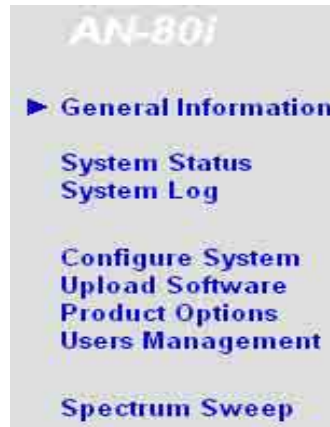 AN-80i
General Information
System Status
System Log
Configure System
Upload Software
Product Options
Users Management
Spectrum Sweep